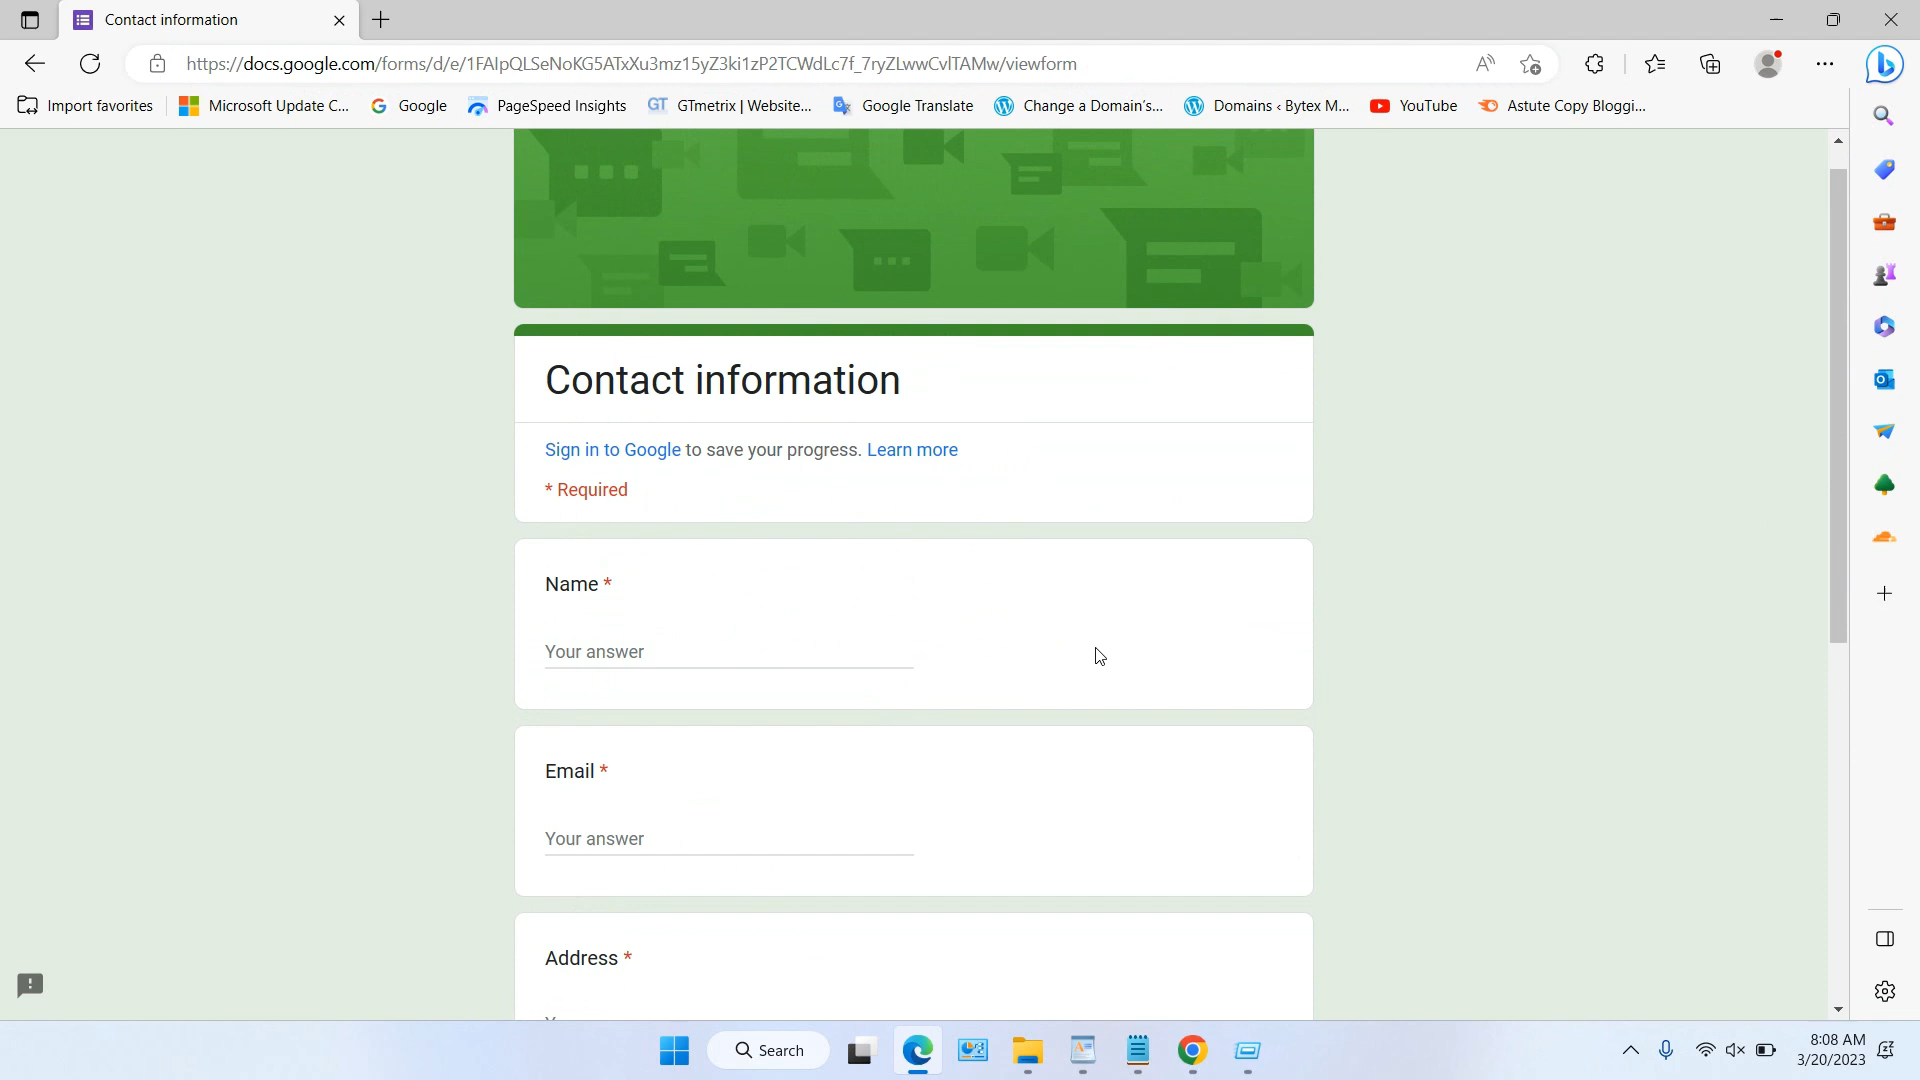 Contact information
https://docs.google.com/forms/d/e/1FAIpQLSeNoKG5ATxXu3mz15yZ3ki1zP2TCWdLc7f_7ryZLwwCvlTAMw/viewform
Import favorites
Microsoft Update C...
Google
PageSpeed Insights
GT GTmetrix | Website...
Google Translate
Change a Domain's...
Domains ‹ Bytex M...
YouTube
Astute Copy Bloggi...
Contact information
Sign in to Google to save your progress. Learn more
* Required
Name *
Your answer
Email *
Your answer
Address *
Search
8:08 AM
3/20/2023